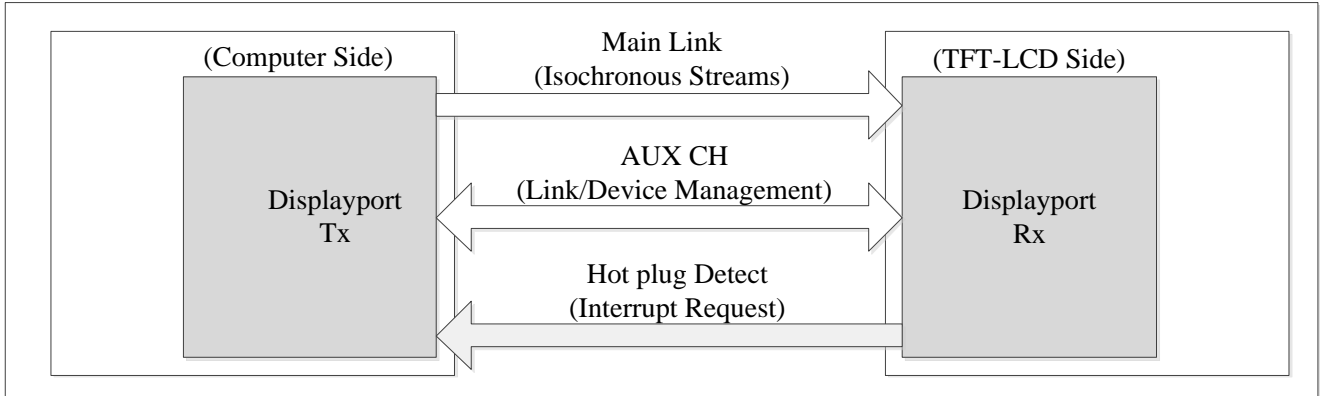 Main Link
(Isochronous Streams)
(Computer Side)
(TFT-LCD Side)
AUX CH
(Link/Device Management)
Displayport
Tx
Displayport
Rx
Hot plug Detect
(Interrupt Request)